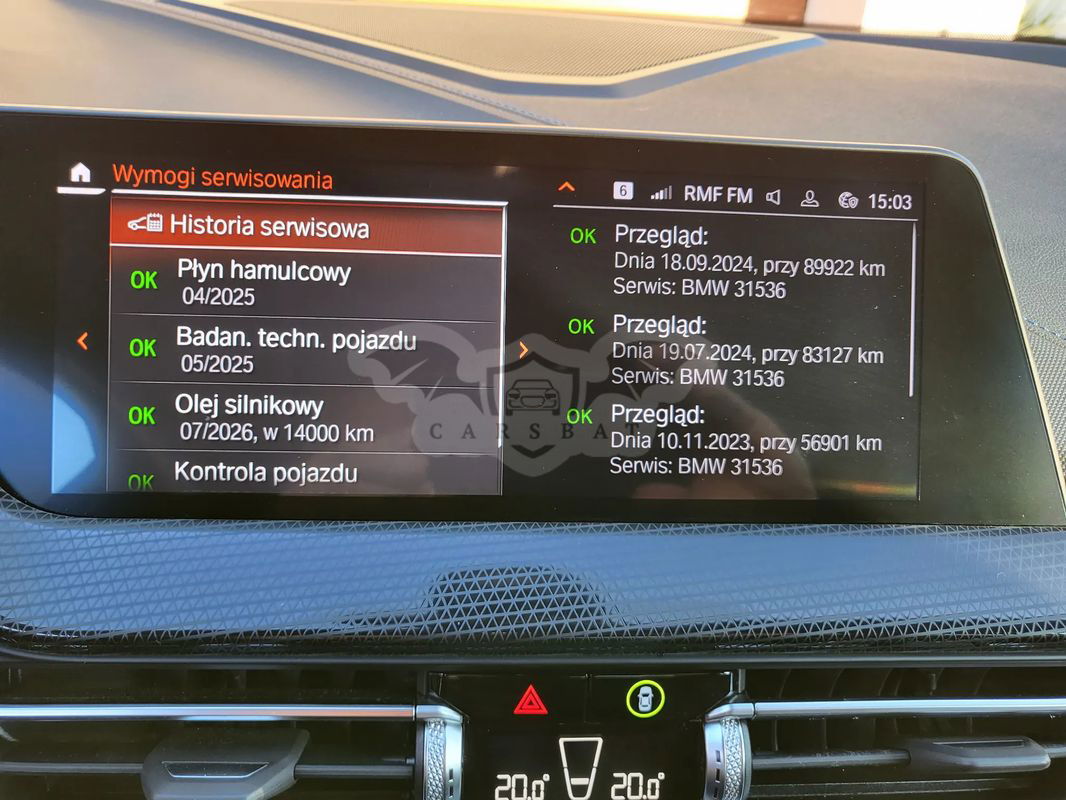 Wymogi serwisowania
6 RMF FM 15:03
Historia serwisowa
OK Płyn hamulcowy
04/2025
OK Badan. techn. pojazdu
05/2025
OK Olej silnikowy
07/2026, w 14000 km
OK Kontrola pojazdu
OK Przegląd:
Dnia 18.09.2024, przy 89922 km
Serwis: BMW 31536
OK Przegląd:
Dnia 19.07.2024, przy 83127 km
Serwis: BMW 31536
OK Przegląd:
Dnia 10.11.2023, przy 56901 km
Serwis: BMW 31536
CARSBAT
20.0° 20.0°